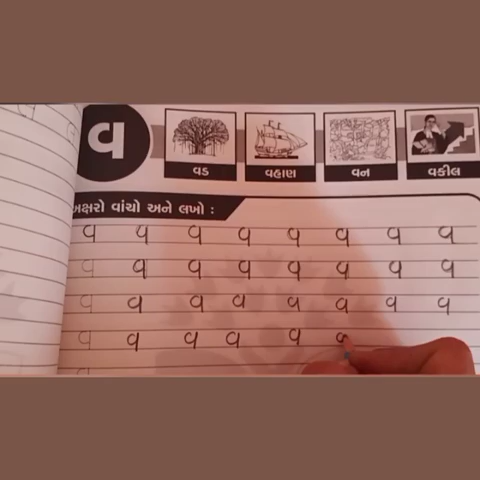 વ
વડ વહાણ વન વકીલ
અક્ષરો વાંચો અને લખો :
વ વ વ વ વ વ વ વ
વ વ વ વ વ વ વ વ
વ વ વ વ વ વ વ વ
વ વ વ વ વ વ